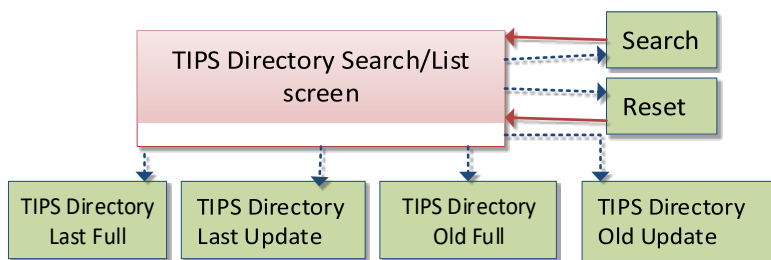 TIPS Directory Search/List
screen
Search
Reset
TIPS Directory
Last Full
TIPS Directory
Last Update
TIPS Directory
Old Full
TIPS Directory
Old Update